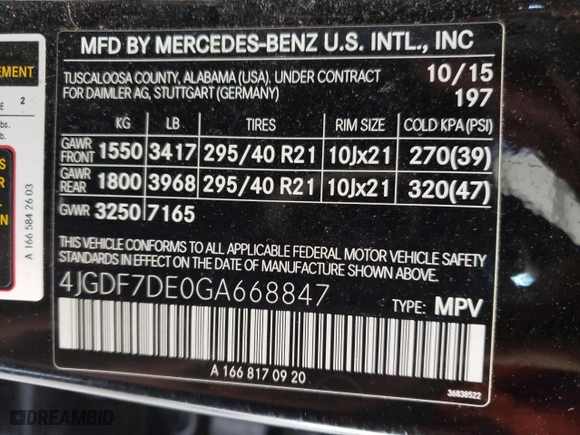 MFD BY MERCEDES-BENZ U.S. INTL., INC
TUSCALOOSA COUNTY, ALABAMA (USA). UNDER CONTRACT
FOR DAIMLER AG, STUTTGART (GERMANY)
10/15
197
KG LB TIRES RIM SIZE COLD KPA (PSI)
GAWR FRONT 1550 3417 295/40 R21 10Jx21 270(39)
GAWR REAR 1800 3968 295/40 R21 10Jx21 320(47)
GVWR 3250 7165
THIS VEHICLE CONFORMS TO ALL APPLICABLE FEDERAL MOTOR VEHICLE SAFETY
STANDARDS IN EFFECT ON THE DATE OF MANUFACTURE SHOWN ABOVE.
4JGDF7DE0GA668847
TYPE: MPV
A 166 817 09 20
36838522
A 166 584 26 03
EMENT
E 2
lbs.
b.
DREAMBID